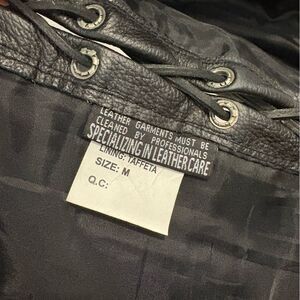 LEATHER GARMENTS MUST BE
CLEANED BY PROFESSIONALS
SPECIALIZING IN LEATHER CARE
LINING: TAFFETA
SIZE: M
Q.C: